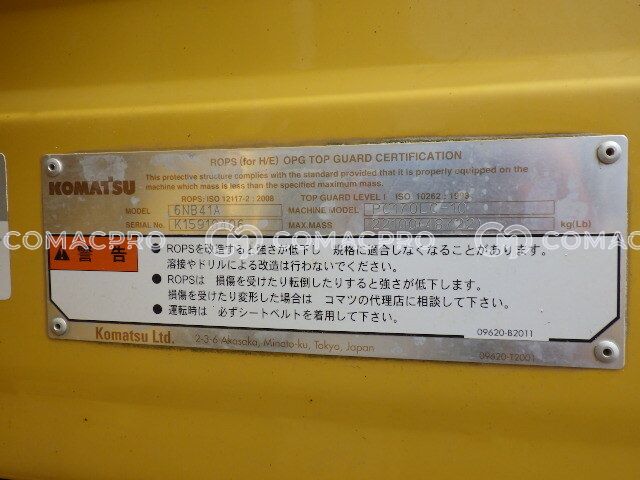 ROPS (for H/E) OPG TOP GUARD CERTIFICATION
KOMATSU
This protective structure complies with the standard provided that it is properly equipped on the
machine which mass is less than the specified maximum mass.
ROPS: ISO 12117-2 : 2008 TOP GUARD LEVEL I ISO 10262 : 1998
MODEL 6NB41A MACHINE MODEL
SERIAL NO. MAX.MASS kg(Lb)
COMACPRO COMACPRO COMACPRO
警告
● ROPSを改造すると強さが低下し 規格に適合しなくなることがあります。
溶接やドリルによる改造は行わないでください。
● ROPSは 損傷を受けたり転倒したりすると強さが低下します。
損傷を受けたり変形した場合は コマツの代理店に相談して下さい。
● 運転時は 必ずシートベルトを着用して下さい。
09620-B2011
Komatsu Ltd. 2-3-6 Akasaka, Minato-ku, Tokyo, Japan
09620-T2001